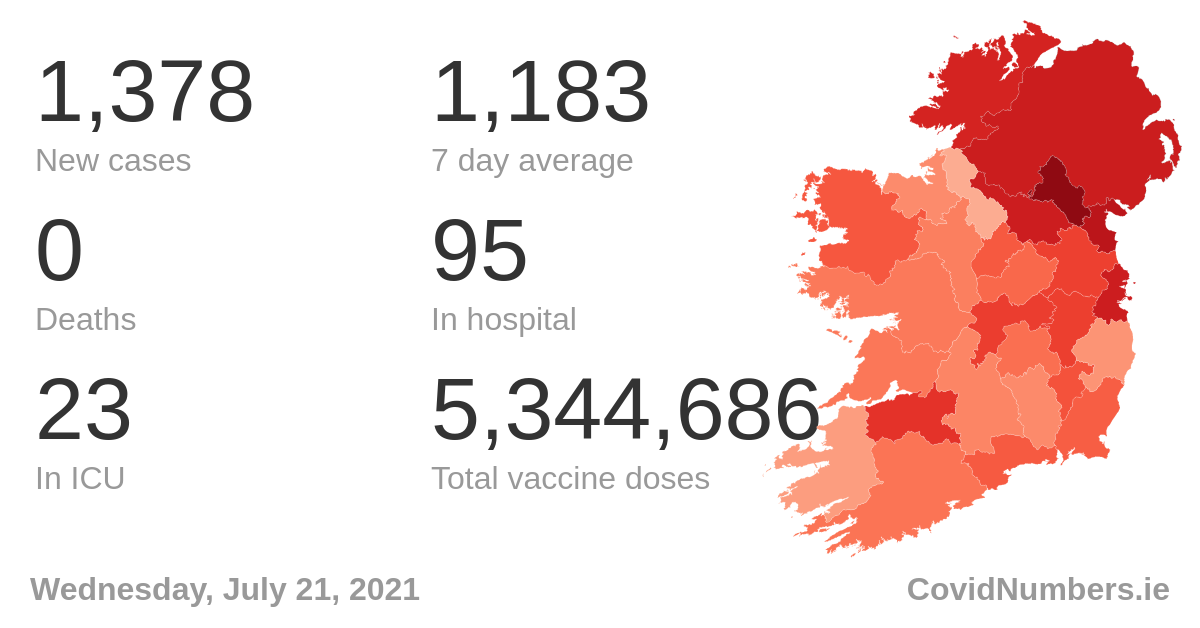 1,378
New cases
1,183
7 day average
0
Deaths
95
In hospital
23
In ICU
5,344,686
Total vaccine doses
Wednesday, July 21, 2021
CovidNumbers.ie